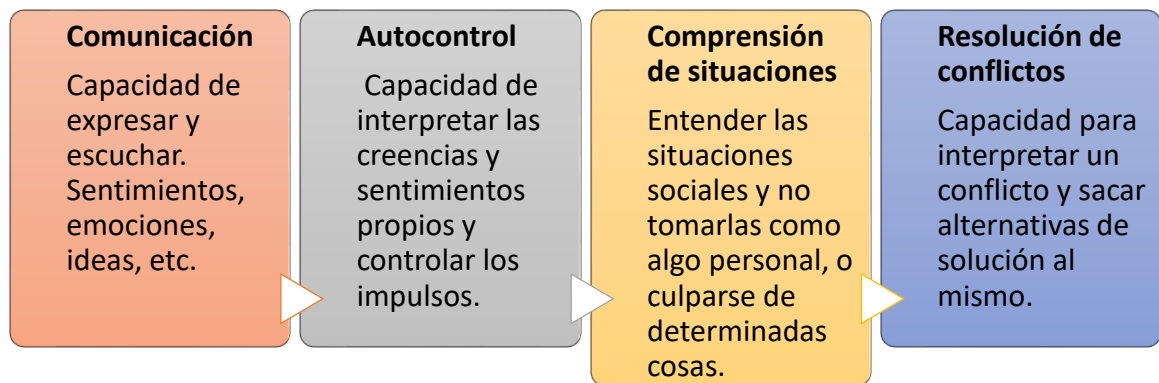 Comunicación
Capacidad de
expresar y
escuchar.
Sentimientos,
emociones,
ideas, etc.
Autocontrol
Capacidad de
interpretar las
creencias y
sentimientos
propios y
controlar los
impulsos.
Comprensión
de situaciones
Entender las
situaciones
sociales y no
tomarlas como
algo personal, o
culparse de
determinadas
cosas.
Resolución de
conflictos
Capacidad para
interpretar un
conflicto y sacar
alternativas de
solución al
mismo.